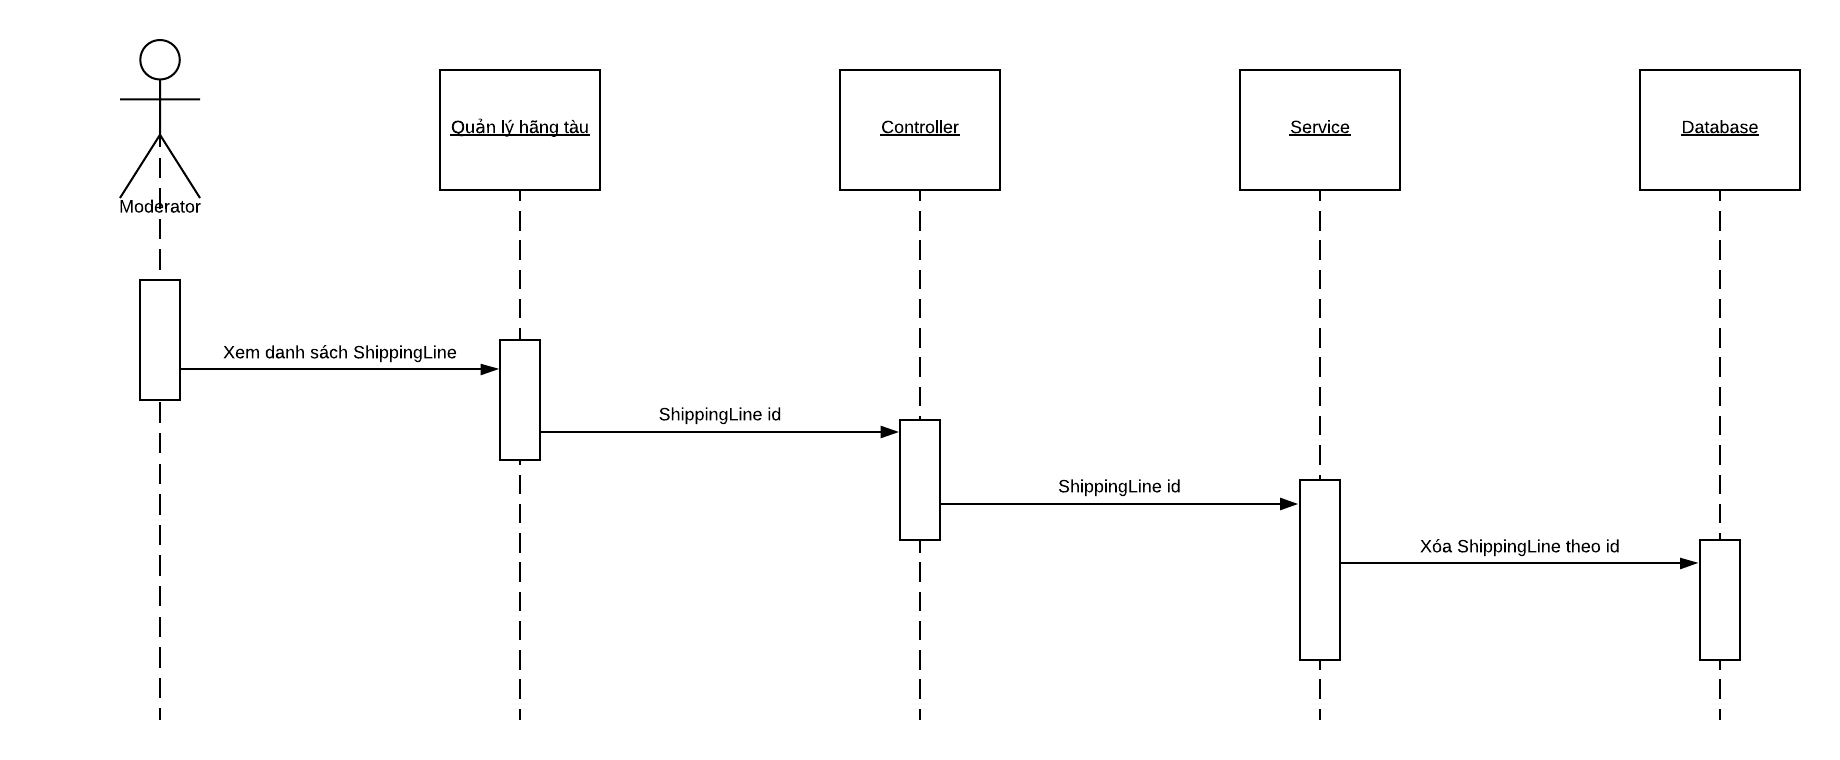 Moderator
Quản lý hãng tàu
Controller
Service
Database
Xem danh sách ShippingLine
ShippingLine id
ShippingLine id
Xóa ShippingLine theo id